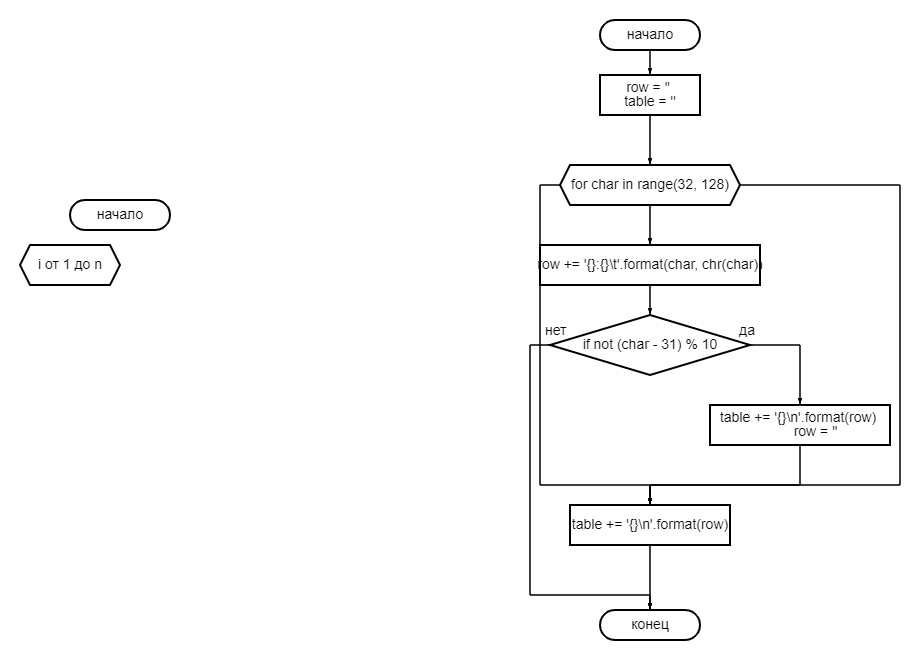 начало
row = "
table = "
for char in range(32, 128)
начало
i от 1 до n
row += '{}:{}\t'.format(char, chr(char))
нет
да
if not (char - 31) % 10
table += '{}\n'.format(row)
row = "
table += '{}\n'.format(row)
конец